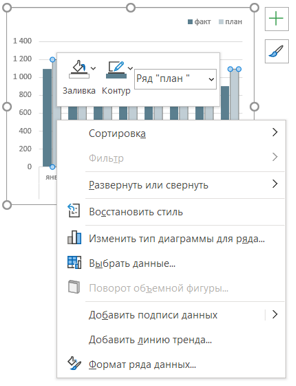 факт план
1 400
1 200
1 000
800
600
400
200
0
янв
Заливка Контур
Ряд "план "
Сортировка
Фильтр
Развернуть или свернуть
Восстановить стиль
Изменить тип диаграммы для ряда...
Выбрать данные...
Поворот объемной фигуры...
Добавить подписи данных
Добавить линию тренда...
Формат ряда данных...